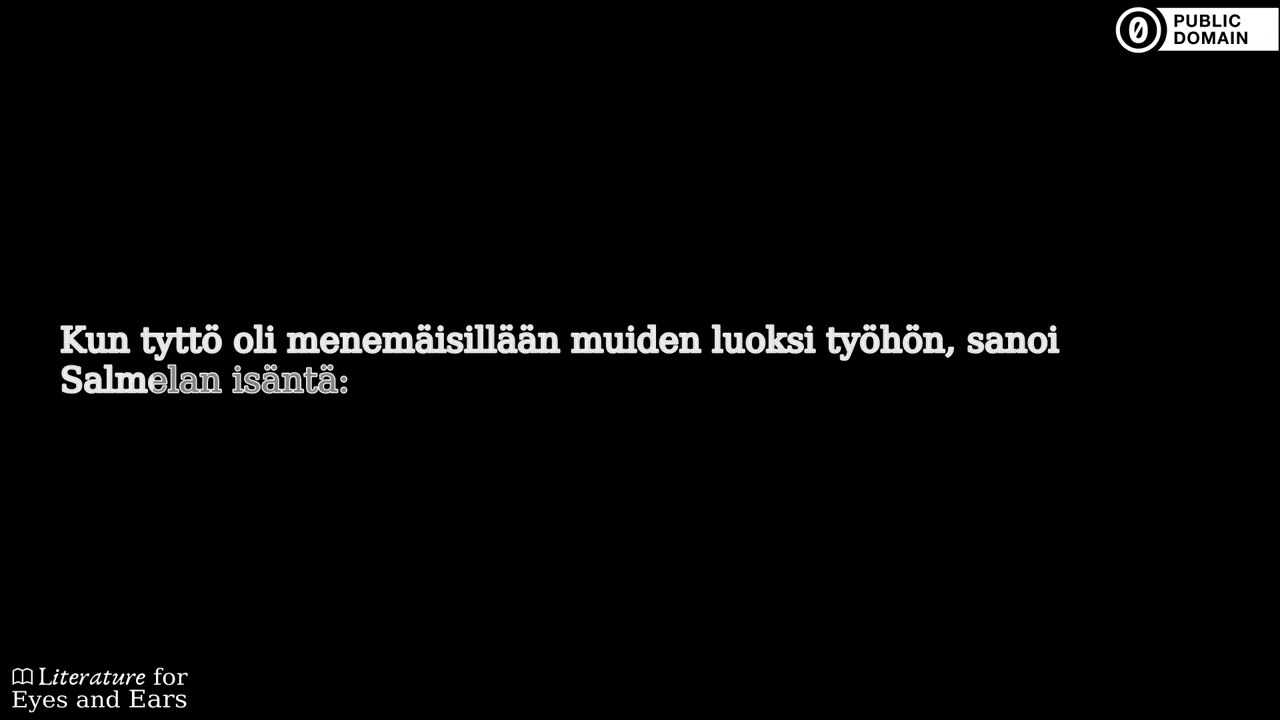 PUBLIC
DOMAIN
Kun tyttö oli menemäisillään muiden luoksi työhön, sanoi
Salmelan isäntä:
Literature for
Eyes and Ears